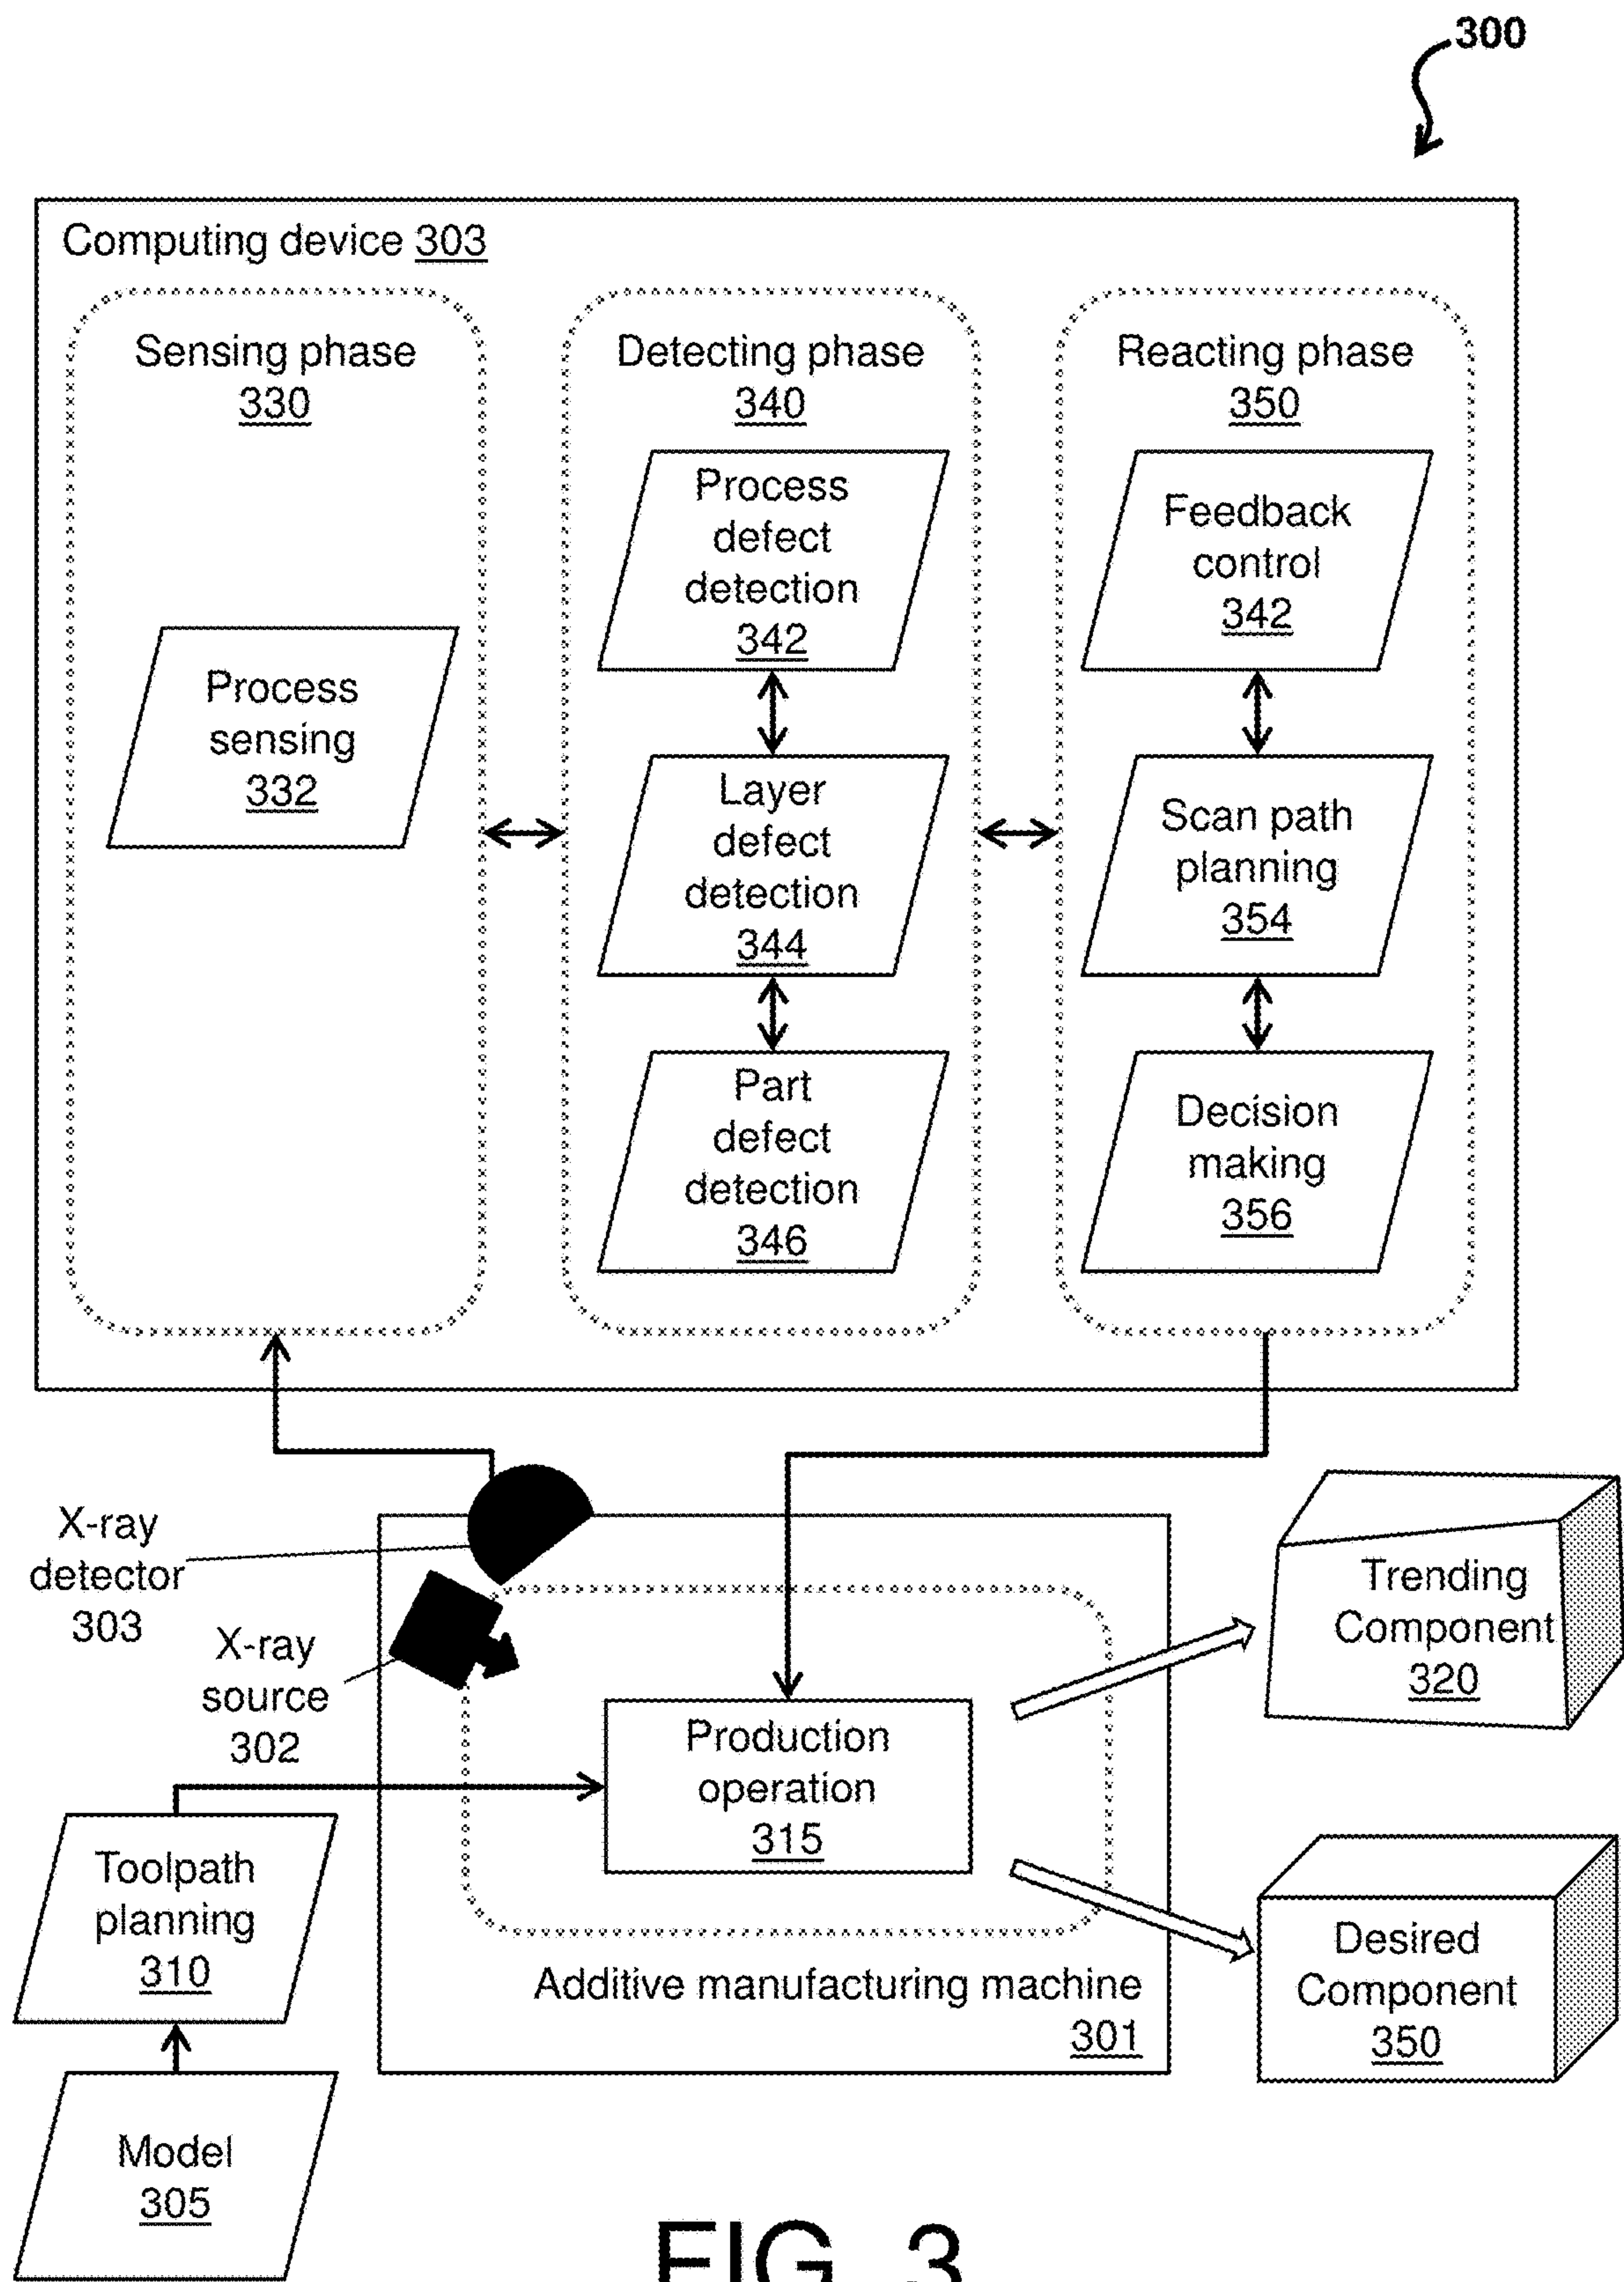 300
Computing device 303
Sensing phase
330
Process
sensing
332
Detecting phase
340
Process
defect
detection
342
Layer
defect
detection
344
Part
defect
detection
346
Reacting phase
350
Feedback
control
342
Scan path
planning
354
Decision
making
356
X-ray
detector
303
X-ray
source
302
Production
operation
315
Additive manufacturing machine
301
Trending
Component
320
Desired
Component
350
Toolpath
planning
310
Model
305
FIG. 3